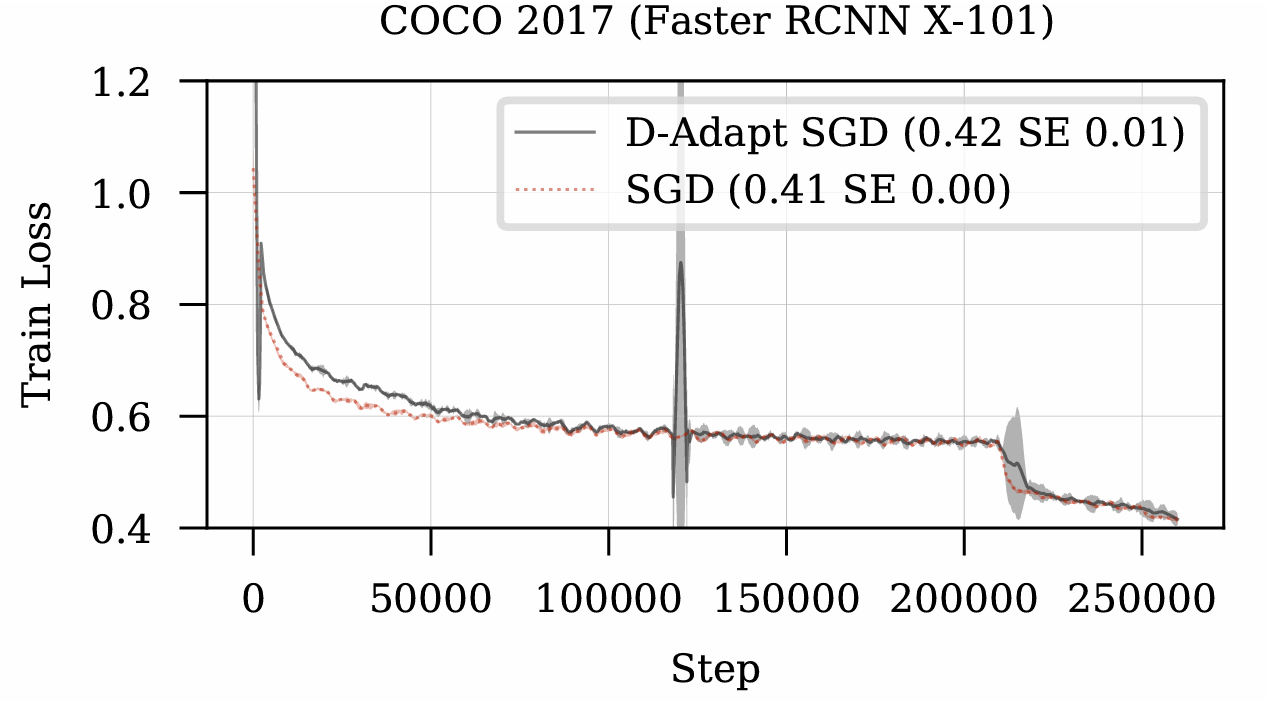 COCO 2017 (Faster RCNN X-101)
1.2
1.0
0.8
0.6
0.4
Train Loss
D-Adapt SGD (0.42 SE 0.01)
SGD (0.41 SE 0.00)
0 50000 100000 150000 200000 250000
Step